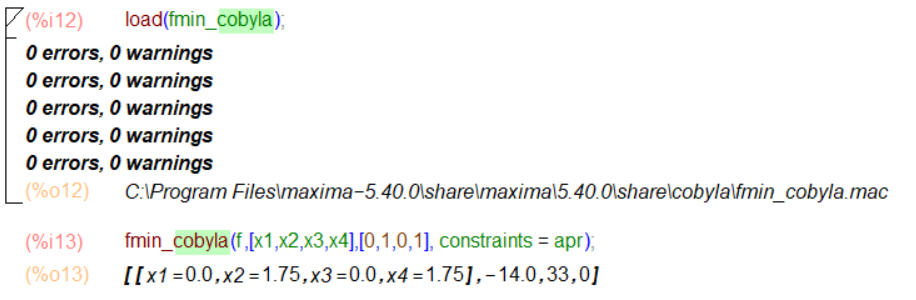 (%i12) load(fmin_cobyla);
0 errors, 0 warnings
0 errors, 0 warnings
0 errors, 0 warnings
0 errors, 0 warnings
0 errors, 0 warnings
(%o12) C:\Program Files\maxima−5.40.0\share\maxima\5.40.0\share\cobyla\fmin_cobyla.mac
(%i13) fmin_cobyla(f,[x1,x2,x3,x4],[0,1,0,1], constraints = apr);
(%o13) [[x1=0.0,x2=1.75,x3=0.0,x4=1.75],−14.0,33,0]